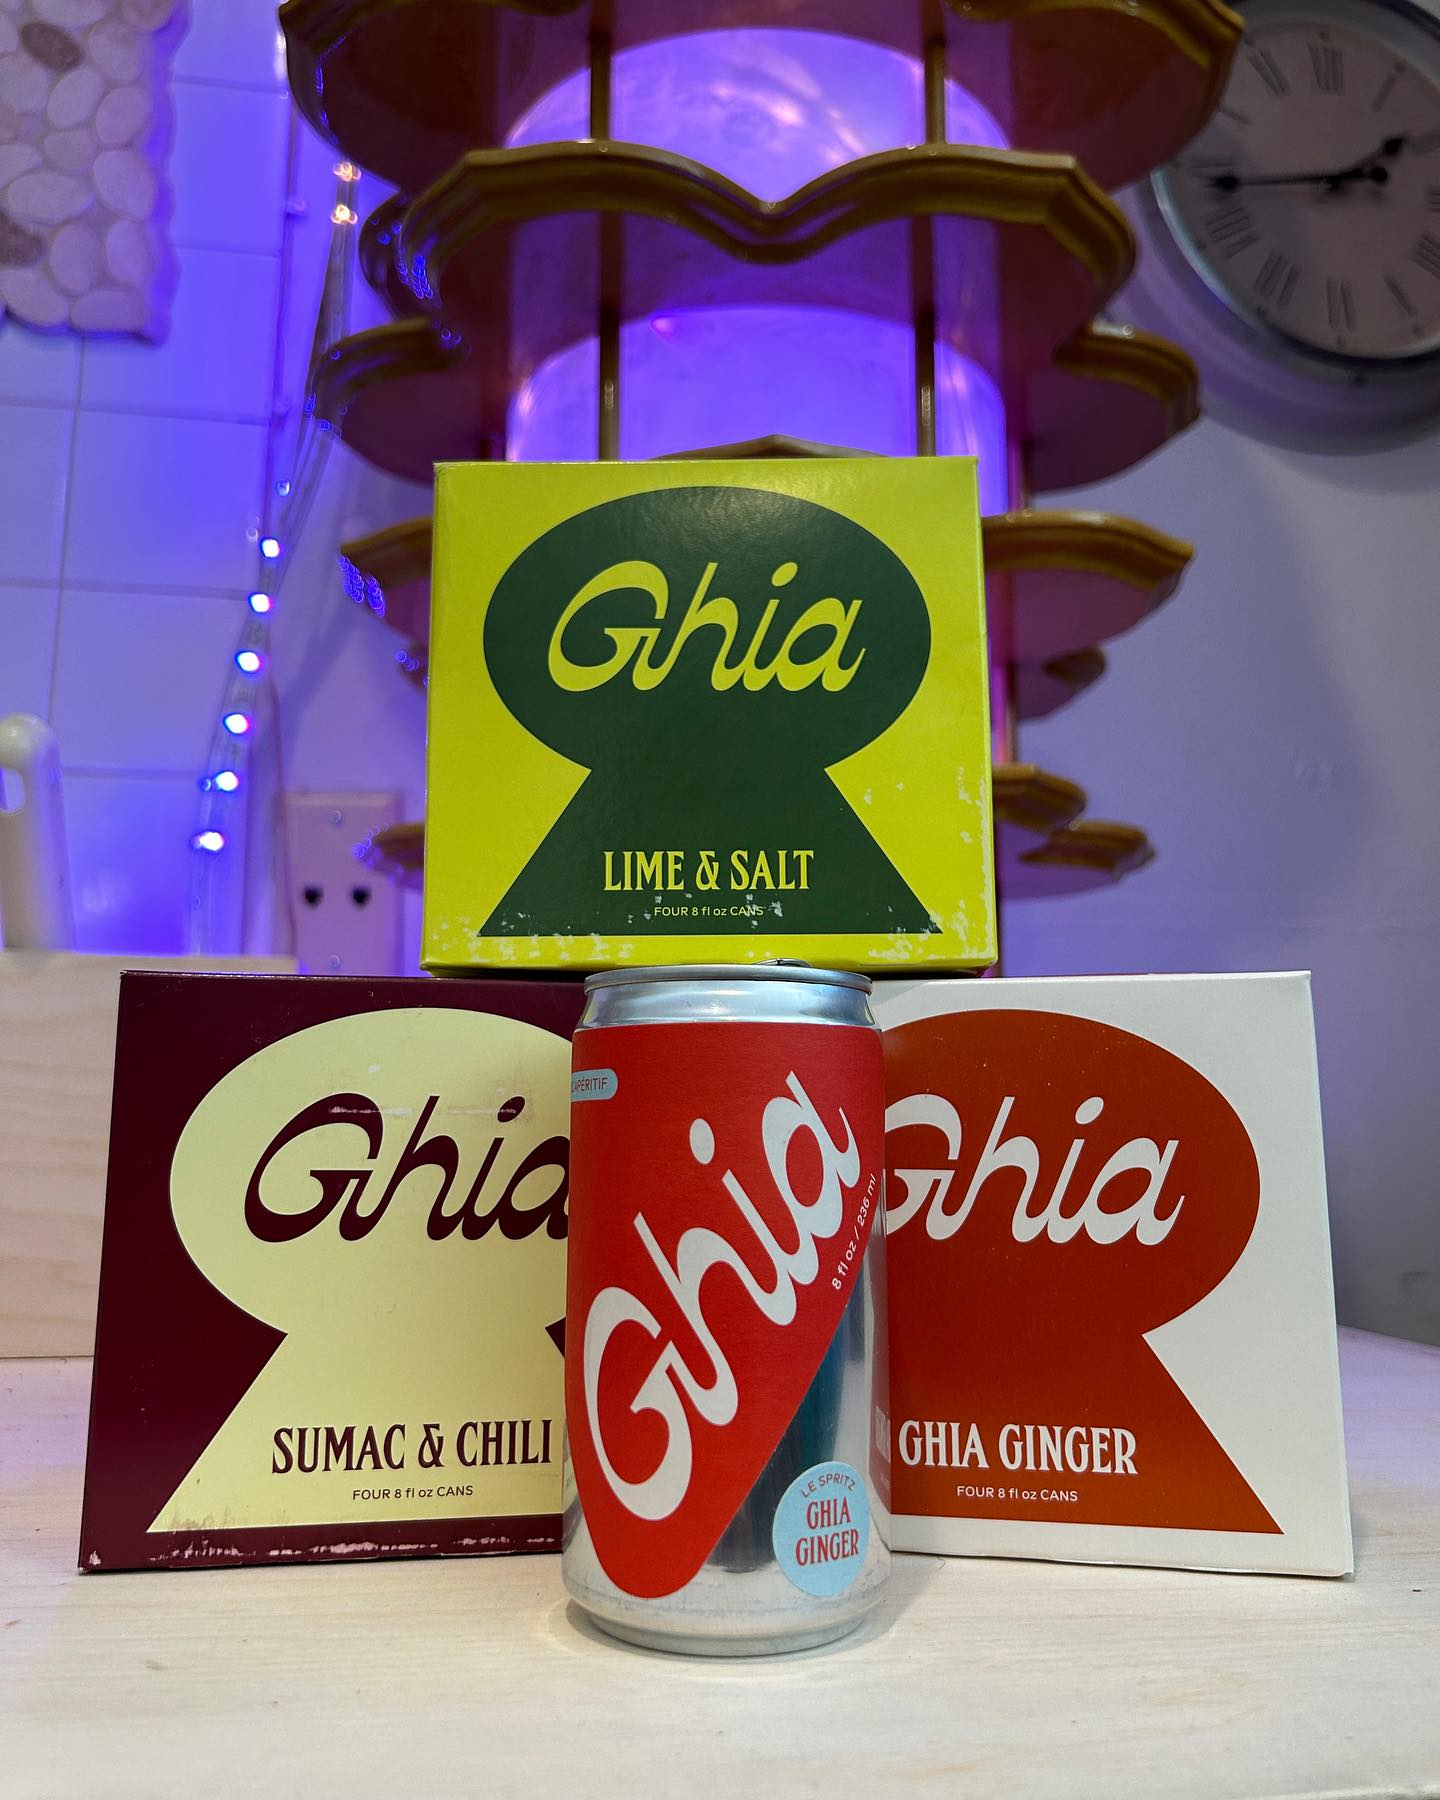 Ghia
LIME & SALT
FOUR 8 fl oz CANS
Ghia
SUMAC & CHILI
FOUR 8 fl oz CANS
APÉRITIF
Ghia
8 fl oz / 236 ml
LE SPRITZ
GHIA
GINGER
Ghia
GHIA GINGER
FOUR 8 fl oz CANS